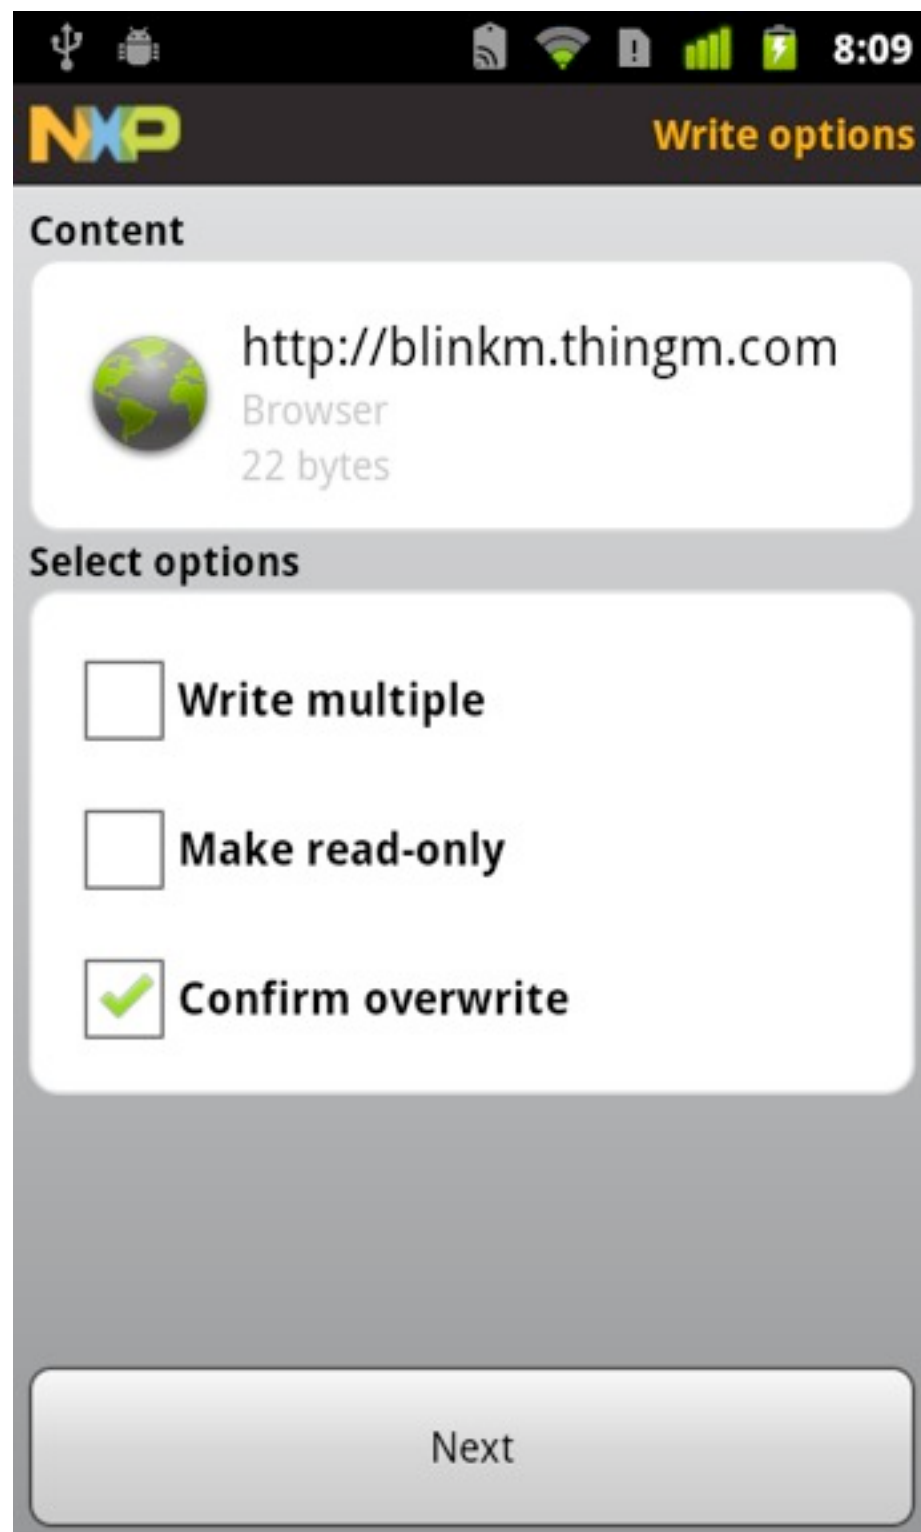 8:09
NXP
Write options
Content
http://blinkm.thingm.com
Browser
22 bytes
Select options
Write multiple
Make read-only
Confirm overwrite
Next